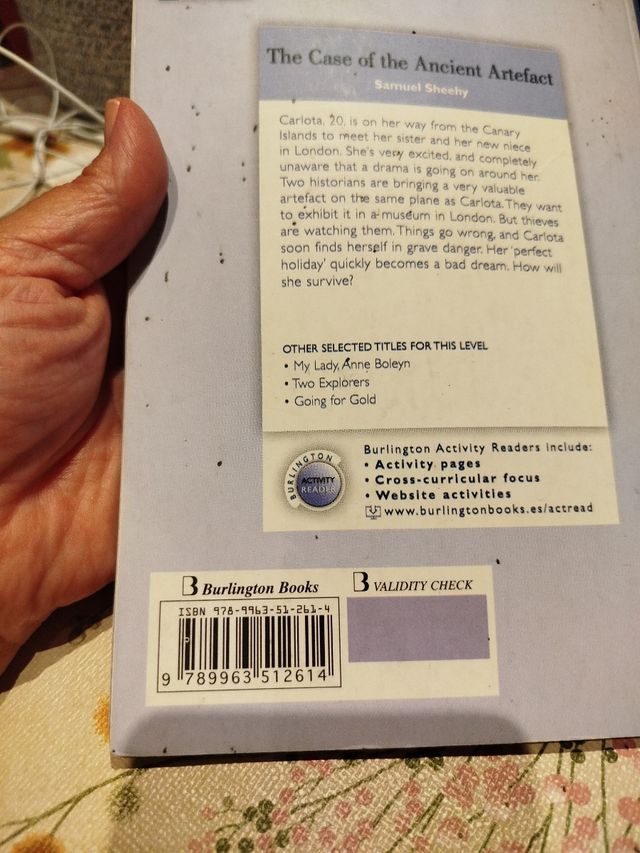 The Case of the Ancient Artefact
Samuel Sheehy
Carlota, 20, is on her way from the Canary
Islands to meet her sister and her new niece
in London. She's very excited, and completely
unaware that a drama is going on around her.
Two historians are bringing a very valuable
artefact on the same plane as Carlota. They want
to exhibit it in a museum in London. But thieves
are watching them. Things go wrong, and Carlota
soon finds herself in grave danger. Her 'perfect
holiday' quickly becomes a bad dream. How will
she survive?
OTHER SELECTED TITLES FOR THIS LEVEL
• My Lady, Anne Boleyn
• Two Explorers
• Going for Gold
BURLINGTON
ACTIVITY
READER
Burlington Activity Readers include:
• Activity pages
• Cross-curricular focus
• Website activities
www.burlingtonbooks.es/actread
B Burlington Books
B VALIDITY CHECK
ISBN 978-9963-51-261-4
9 789963 512614